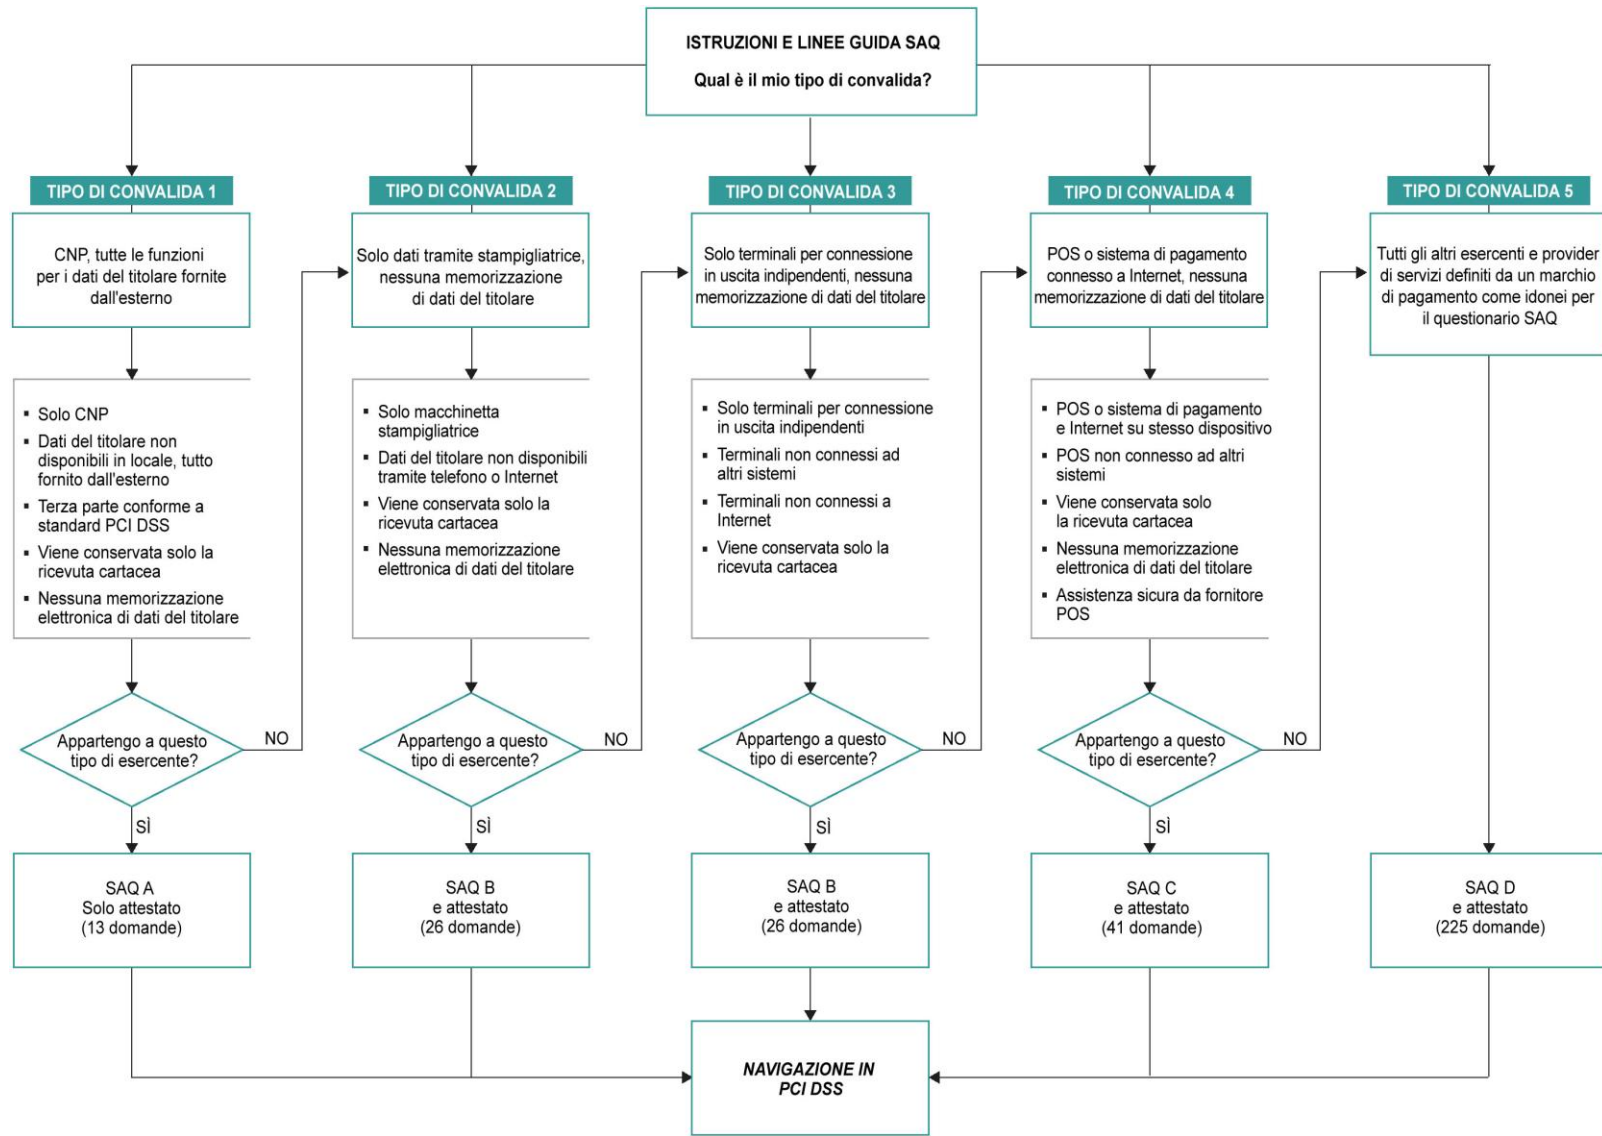 ISTRUZIONI E LINEE GUIDA SAQ
Qual è il mio tipo di convalida?
TIPO DI CONVALIDA 1
CNP, tutte le funzioni
per i dati del titolare fornite
dall'esterno
▪ Solo CNP
▪ Dati del titolare non
disponibili in locale, tutto
fornito dall'esterno
▪ Terza parte conforme a
standard PCI DSS
▪ Viene conservata solo la
ricevuta cartacea
▪ Nessuna memorizzazione
elettronica di dati del titolare
Appartengo a questo
tipo di esercente?
NO
SÌ
SAQ A
Solo attestato
(13 domande)
TIPO DI CONVALIDA 2
Solo dati tramite stampigliatrice,
nessuna memorizzazione
di dati del titolare
▪ Solo macchinetta
stampigliatrice
▪ Dati del titolare non disponibili
tramite telefono o Internet
▪ Viene conservata solo la
ricevuta cartacea
▪ Nessuna memorizzazione
elettronica di dati del titolare
Appartengo a questo
tipo di esercente?
NO
SÌ
SAQ B
e attestato
(26 domande)
TIPO DI CONVALIDA 3
Solo terminali per connessione
in uscita indipendenti, nessuna
memorizzazione di dati del titolare
▪ Solo terminali per connessione
in uscita indipendenti
▪ Terminali non connessi ad
altri sistemi
▪ Terminali non connessi a
Internet
▪ Viene conservata solo la
ricevuta cartacea
Appartengo a questo
tipo di esercente?
NO
SÌ
SAQ B
e attestato
(26 domande)
TIPO DI CONVALIDA 4
POS o sistema di pagamento
connesso a Internet, nessuna
memorizzazione di dati del titolare
▪ POS o sistema di pagamento
e Internet su stesso dispositivo
▪ POS non connesso ad altri
sistemi
▪ Viene conservata solo
la ricevuta cartacea
▪ Nessuna memorizzazione
elettronica di dati del titolare
▪ Assistenza sicura da fornitore
POS
Appartengo a questo
tipo di esercente?
NO
SÌ
SAQ C
e attestato
(41 domande)
TIPO DI CONVALIDA 5
Tutti gli altri esercenti e provider
di servizi definiti da un marchio
di pagamento come idonei per
il questionario SAQ
SAQ D
e attestato
(225 domande)
NAVIGAZIONE IN
PCI DSS